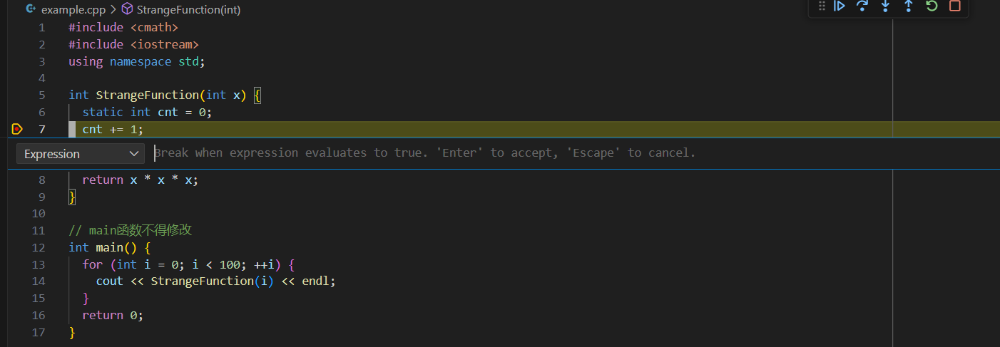 example.cpp > StrangeFunction(int)
1 #include <cmath>
2 #include <iostream>
3 using namespace std;
4
5 int StrangeFunction(int x) {
6   static int cnt = 0;
7   cnt += 1;
Expression Break when expression evaluates to true. 'Enter' to accept, 'Escape' to cancel.
8   return x * x * x;
9 }
10
11 // main函数不得修改
12 int main() {
13   for (int i = 0; i < 100; ++i) {
14     cout << StrangeFunction(i) << endl;
15   }
16   return 0;
17 }